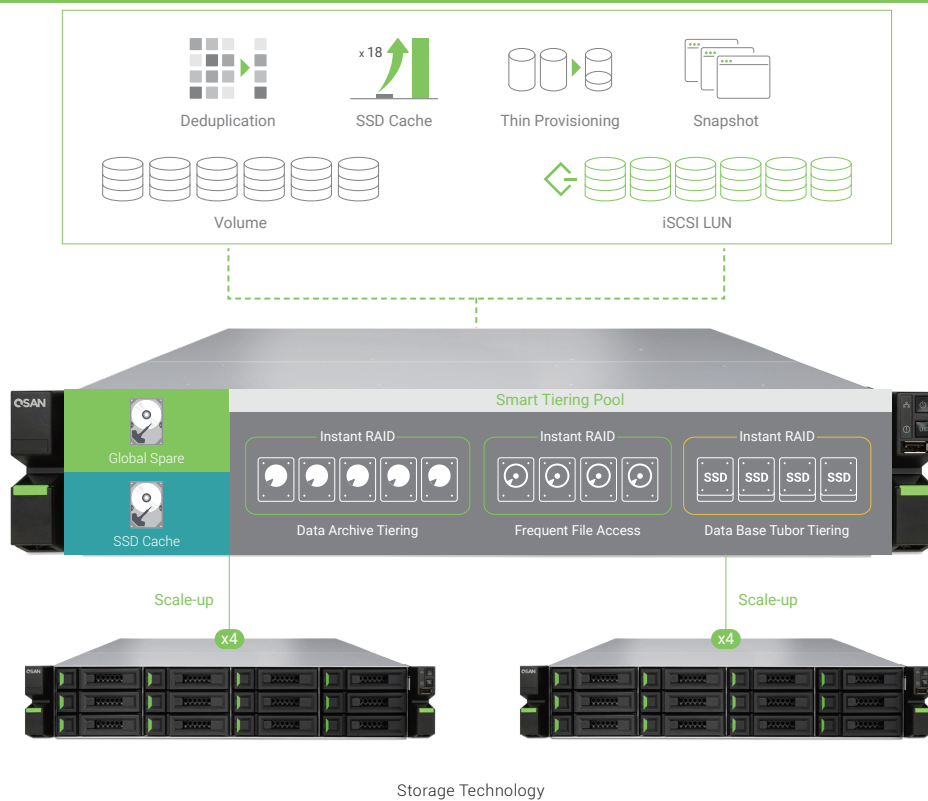 x 18
Deduplication
SSD Cache
Thin Provisioning
Snapshot
Volume
iSCSI LUN
QSAN
Smart Tiering Pool
Global Spare
SSD Cache
Instant RAID
Instant RAID
Instant RAID
SSD SSD SSD SSD
Data Archive Tiering
Frequent File Access
Data Base Tubor Tiering
Scale-up
Scale-up
x4
x4
QSAN
QSAN
Storage Technology